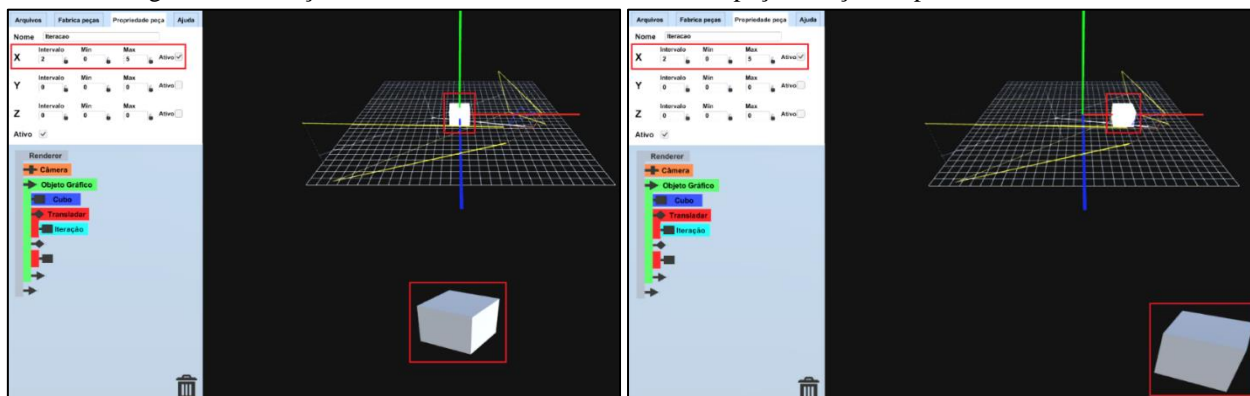 Arquivos Fabrica peças Propriedade peça Ajuda
Nome Iteracao
Intervalo Min Max
X 2 0 5 Ativo
Intervalo Min Max
Y 0 0 0 Ativo
Intervalo Min Max
Z 0 0 0 Ativo
Ativo
Renderer
Câmera
Objeto Gráfico
Cubo
Transladar
Iteração
Arquivos Fabrica peças Propriedade peça Ajuda
Nome Iteracao
Intervalo Min Max
X 2 0 5 Ativo
Intervalo Min Max
Y 0 0 0 Ativo
Intervalo Min Max
Z 0 0 0 Ativo
Ativo
Renderer
Câmera
Objeto Gráfico
Cubo
Transladar
Iteração